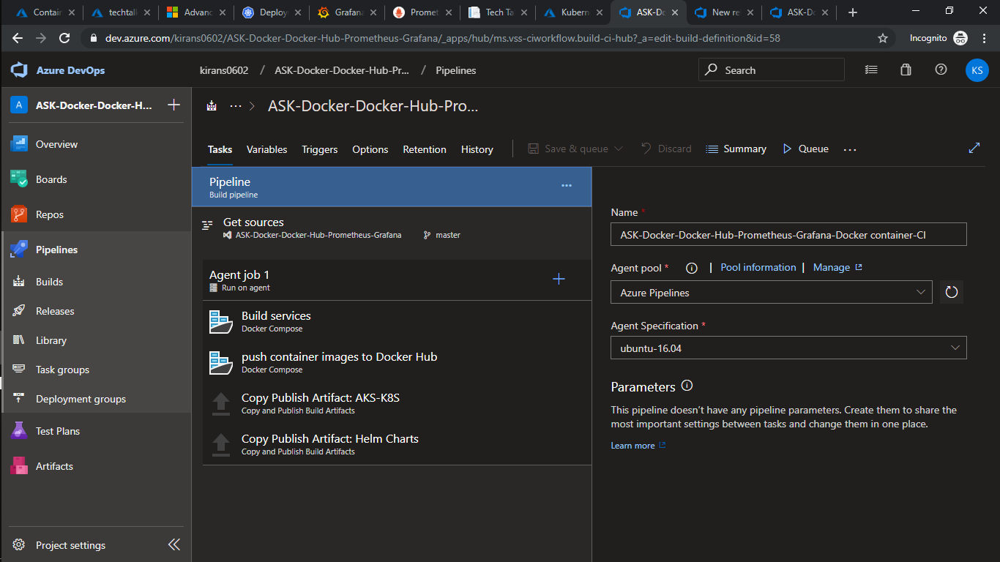 Contain
techtall
Advanc
Deploy
Grafana
Promet
Tech Ta
Kubern
ASK-Do
New re
ASK-Do
dev.azure.com/kirans0602/ASK-Docker-Docker-Hub-Prometheus-Grafana/_apps/hub/ms.vss-ciworkflow.build-ci-hub?_a=edit-build-definition&id=58
Incognito
Azure DevOps
kirans0602 / ASK-Docker-Docker-Hub-Pr... / Pipelines
Search
KS
A
ASK-Docker-Docker-H...
Overview
Boards
Repos
Pipelines
Builds
Releases
Library
Task groups
Deployment groups
Test Plans
Artifacts
Project settings
ASK-Docker-Docker-Hub-Pro...
Tasks
Variables
Triggers
Options
Retention
History
Save & queue
Discard
Summary
Queue
...
Pipeline
Build pipeline
Get sources
ASK-Docker-Docker-Hub-Prometheus-Grafana
master
Agent job 1
Run on agent
Build services
Docker Compose
push container images to Docker Hub
Docker Compose
Copy Publish Artifact: AKS-K8S
Copy and Publish Build Artifacts
Copy Publish Artifact: Helm Charts
Copy and Publish Build Artifacts
Name *
ASK-Docker-Docker-Hub-Prometheus-Grafana-Docker container-CI
Agent pool * | Pool information | Manage
Azure Pipelines
Agent Specification *
ubuntu-16.04
Parameters
This pipeline doesn't have any pipeline parameters. Create them to share the
most important settings between tasks and change them in one place.
Learn more